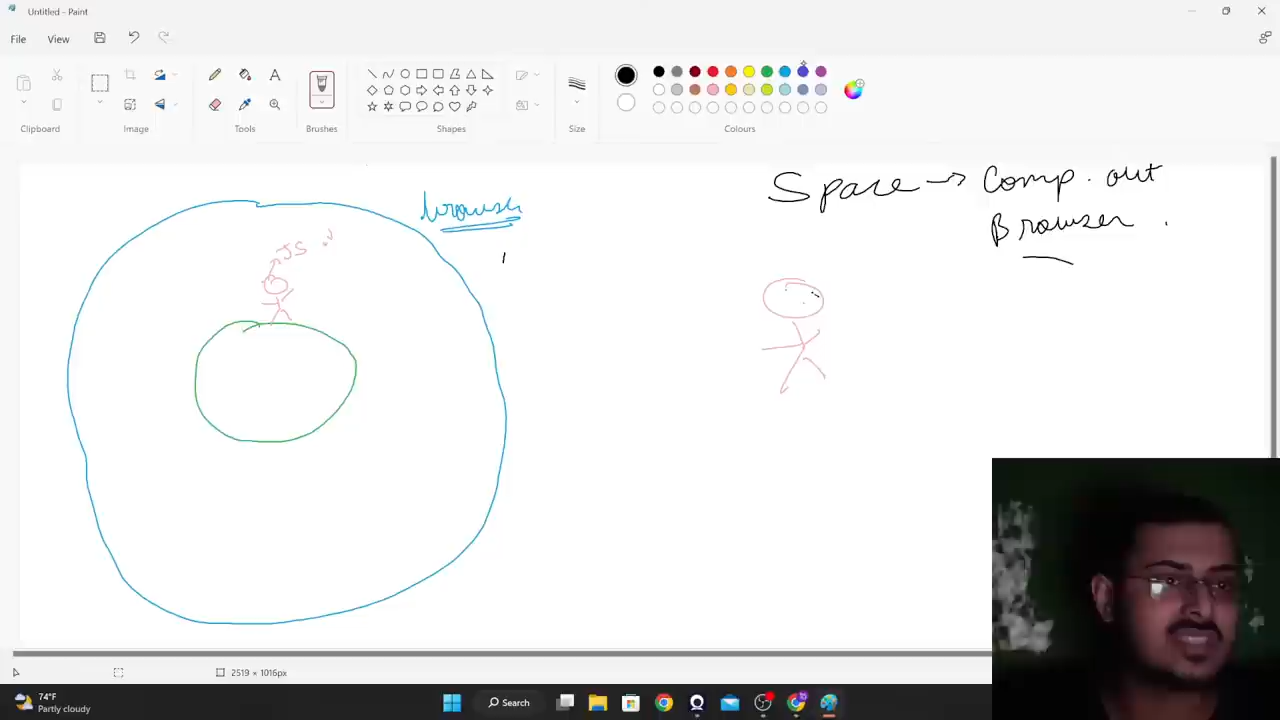 Untitled - Paint
File View
Clipboard
Image
Tools
Brushes
Shapes
Size
Colours
Space → Comp. out
Browser.
browser
JS
2519 × 1016px
74°F
Partly cloudy
Search